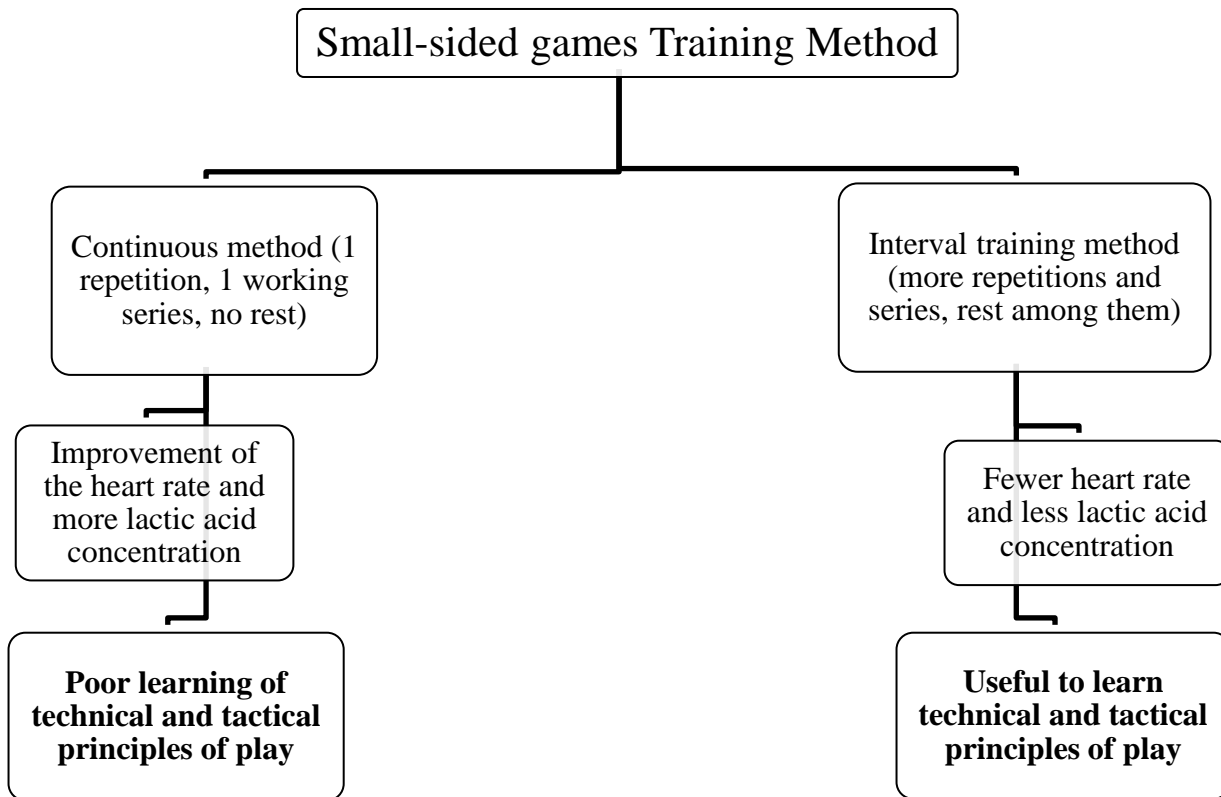 Small-sided games Training Method
Continuous method (1
repetition, 1 working
series, no rest)
Interval training method
(more repetitions and
series, rest among them)
Improvement of
the heart rate and
more lactic acid
concentration
Fewer heart rate
and less lactic acid
concentration
Poor learning of
technical and tactical
principles of play
Useful to learn
technical and tactical
principles of play